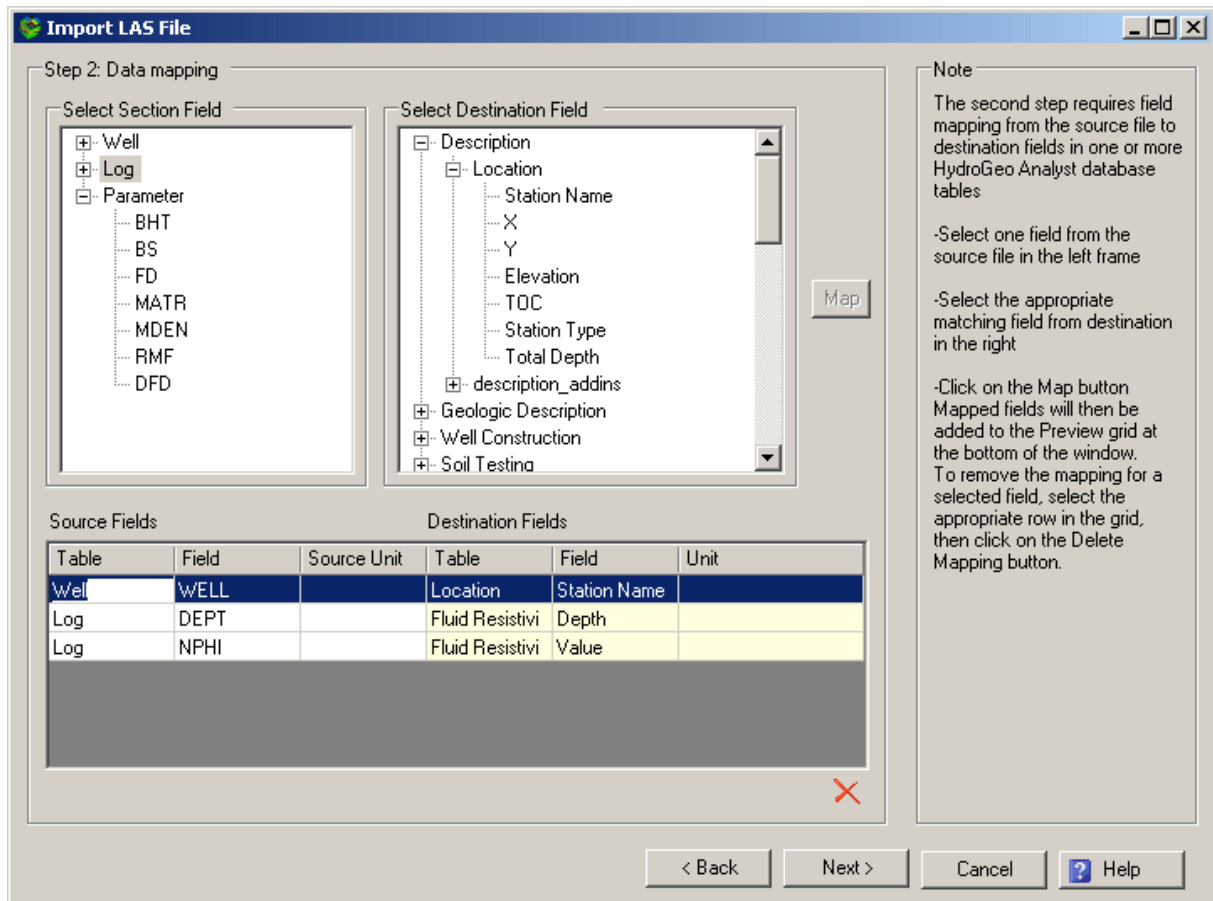 Import LAS File
Step 2: Data mapping
Select Section Field
Well
Log
Parameter
BHT
BS
FD
MATR
MDEN
RMF
DFD
Select Destination Field
Description
Location
Station Name
X
Y
Elevation
TOC
Station Type
Total Depth
description_addins
Geologic Description
Well Construction
Soil Testing
Map
Source Fields Destination Fields
Table Field Source Unit Table Field Unit
Well WELL Location Station Name
Log DEPT Fluid Resistivi Depth
Log NPHI Fluid Resistivi Value
Note
The second step requires field
mapping from the source file to
destination fields in one or more
HydroGeo Analyst database
tables
-Select one field from the
source file in the left frame
-Select the appropriate
matching field from destination
in the right
-Click on the Map button
Mapped fields will then be
added to the Preview grid at
the bottom of the window.
To remove the mapping for a
selected field, select the
appropriate row in the grid,
then click on the Delete
Mapping button.
< Back Next > Cancel ? Help